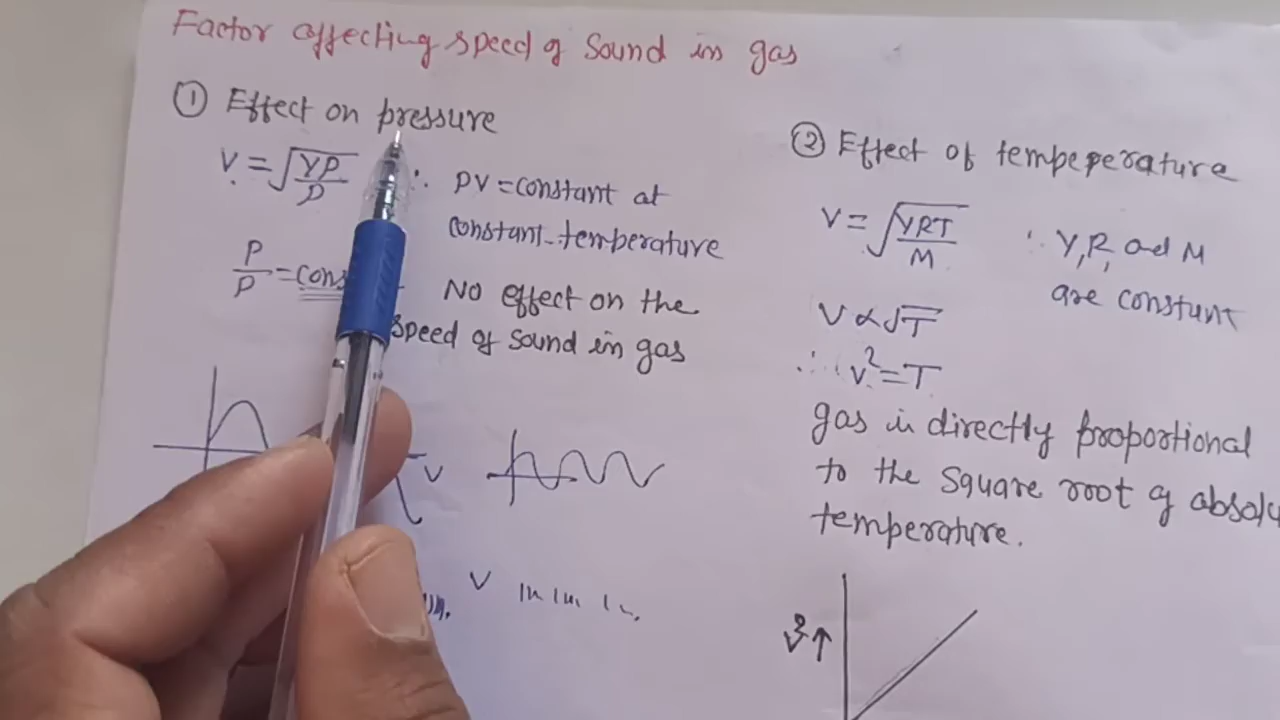 Factor affecting speed of Sound in gas
① Effect on pressure
V = √(γP/ρ) ∴ PV = constant at
constant temperature
P/ρ = cons
No effect on the
speed of sound in gas
V
V
② Effect of tempeperature
V = √(γRT/M) ∴ γ, R, and M
are constant
V ∝ √T
∴ V² = T
gas is directly proportional
to the square root of absolu
temperature.
V ↑